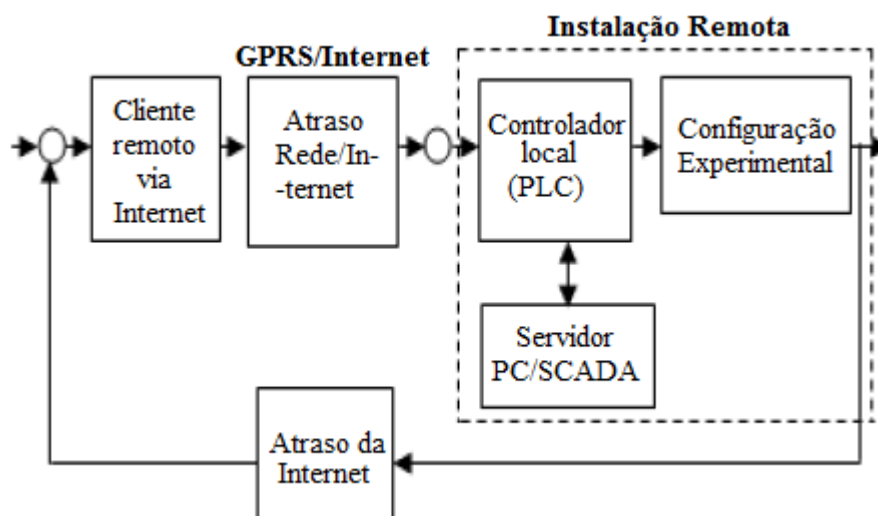 Instalação Remota
GPRS/Internet
Cliente
remoto
via
Internet
Atraso
Rede/In-
-ternet
Controlador
local
(PLC)
Configuração
Experimental
Servidor
PC/SCADA
Atraso da
Internet